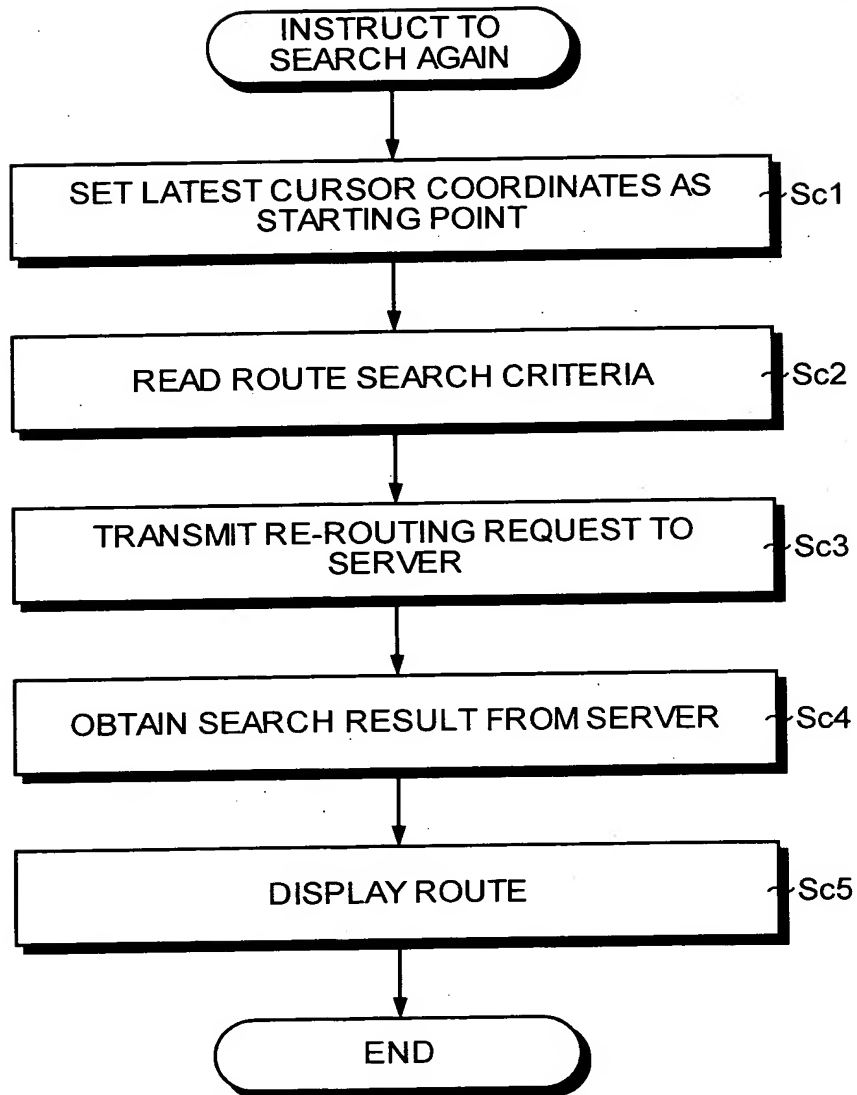 INSTRUCT TO
SEARCH AGAIN
SET LATEST CURSOR COORDINATES AS
STARTING POINT
Sc1
READ ROUTE SEARCH CRITERIA
Sc2
TRANSMIT RE-ROUTING REQUEST TO
SERVER
Sc3
OBTAIN SEARCH RESULT FROM SERVER
Sc4
DISPLAY ROUTE
Sc5
END